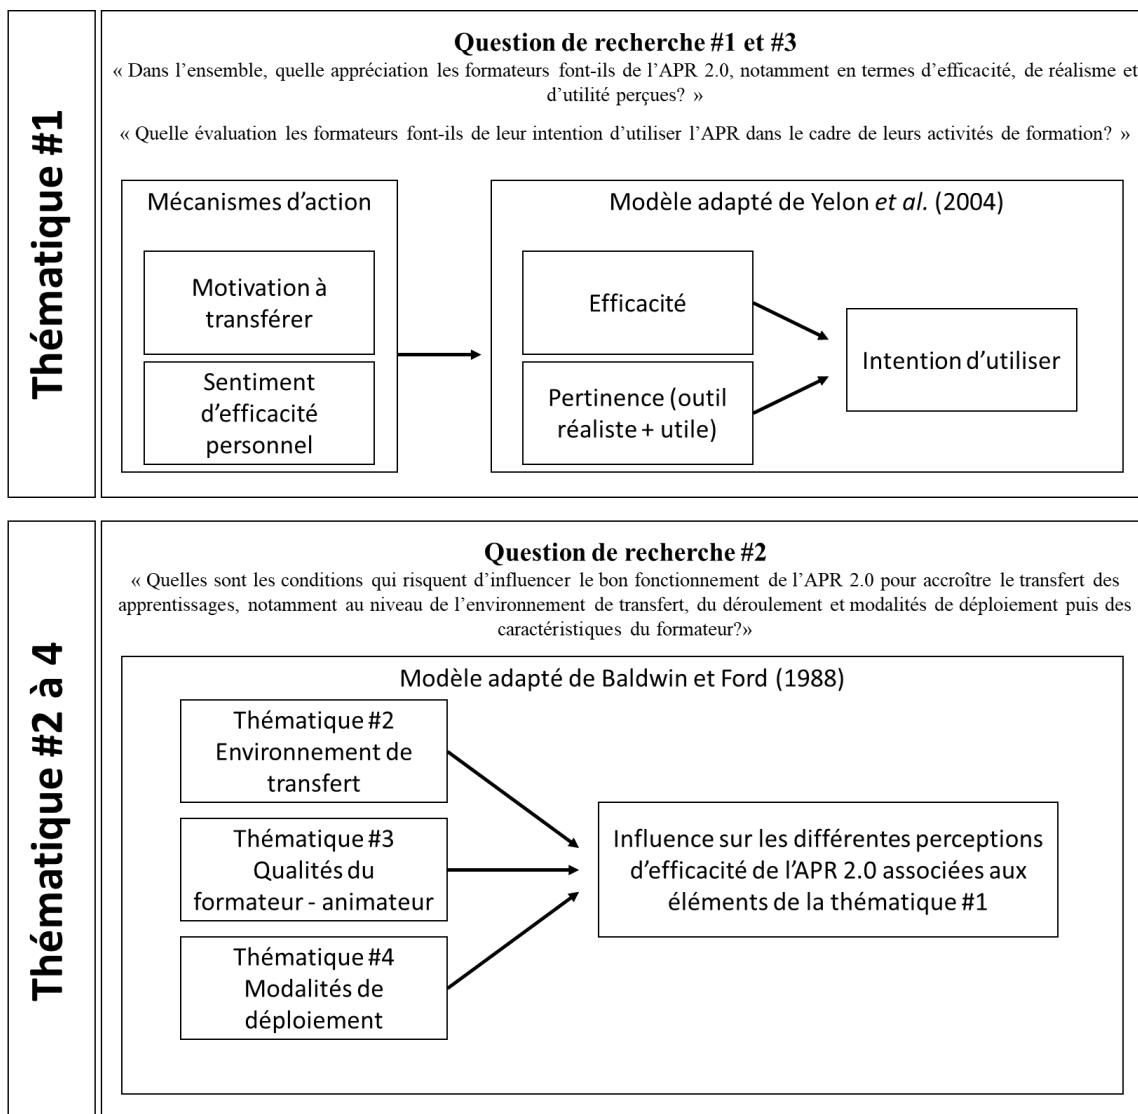 Thématique #1
Question de recherche #1 et #3
« Dans l’ensemble, quelle appréciation les formateurs font-ils de l’APR 2.0, notamment en termes d’efficacité, de réalisme et
d’utilité perçues? »
« Quelle évaluation les formateurs font-ils de leur intention d’utiliser l’APR dans le cadre de leurs activités de formation? »
Mécanismes d’action
Motivation à
transférer
Sentiment
d’efficacité
personnel
Modèle adapté de Yelon et al. (2004)
Efficacité
Pertinence (outil
réaliste + utile)
Intention d’utiliser
Thématique #2 à 4
Question de recherche #2
« Quelles sont les conditions qui risquent d’influencer le bon fonctionnement de l’APR 2.0 pour accroître le transfert des
apprentissages, notamment au niveau de l’environnement de transfert, du déroulement et modalités de déploiement puis des
caractéristiques du formateur?»
Modèle adapté de Baldwin et Ford (1988)
Thématique #2
Environnement de
transfert
Thématique #3
Qualités du
formateur - animateur
Thématique #4
Modalités de
déploiement
Influence sur les différentes perceptions
d’efficacité de l’APR 2.0 associées aux
éléments de la thématique #1